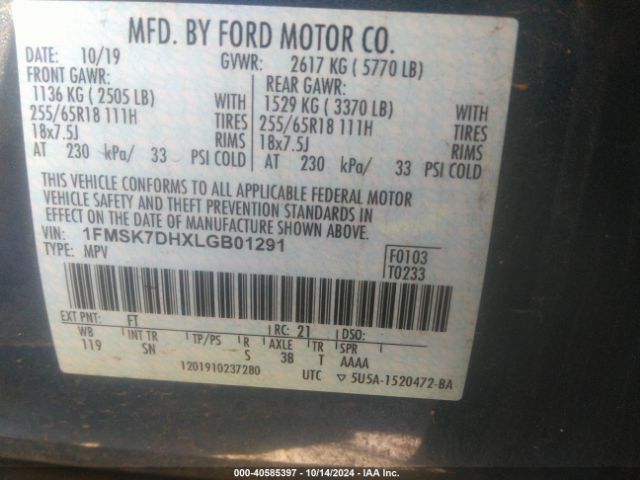 MFD. BY FORD MOTOR CO.
DATE: 10/19 GVWR: 2617 KG ( 5770 LB)
FRONT GAWR: REAR GAWR:
1136 KG ( 2505 LB) WITH 1529 KG ( 3370 LB) WITH
255/65R18 111H TIRES 255/65R18 111H TIRES
18x7.5J RIMS 18x7.5J RIMS
AT 230 kPa/ 33 PSI COLD AT 230 kPa/ 33 PSI COLD
THIS VEHICLE CONFORMS TO ALL APPLICABLE FEDERAL MOTOR
VEHICLE SAFETY AND THEFT PREVENTION STANDARDS IN
EFFECT ON THE DATE OF MANUFACTURE SHOWN ABOVE.
VIN: 1FMSK7DHXLGB01291
TYPE: MPV
F0103
T0233
EXT PNT: FT RC: 21 DSO:
WB INT TR TP/PS R AXLE TR SPR
119 SN S 3B T AAAA
1201910237280 UTC ▽ 5U5A-1520472-BA
000-40585397 - 10/14/2024 - IAA Inc.